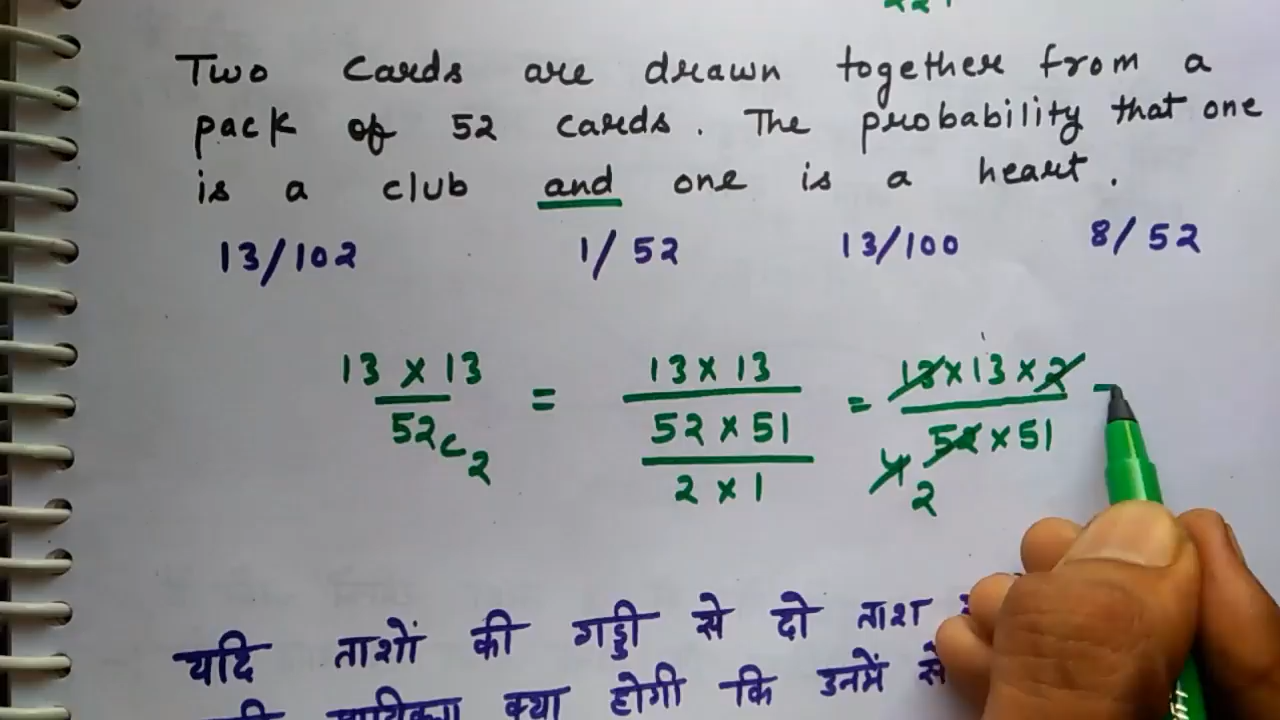 Two cards are drawn together from a
pack of 52 cards. The probability that one
is a club and one is a heart.
13/102 1/52 13/100 8/52
13 × 13 / 52c2 = 13 × 13 / 52 × 51 / 2 × 1 = 13 × 13 × 2 / 52 × 51
4 2
यदि ताशों की गड्डी से दो ताश
क्या होगी कि उनमें से